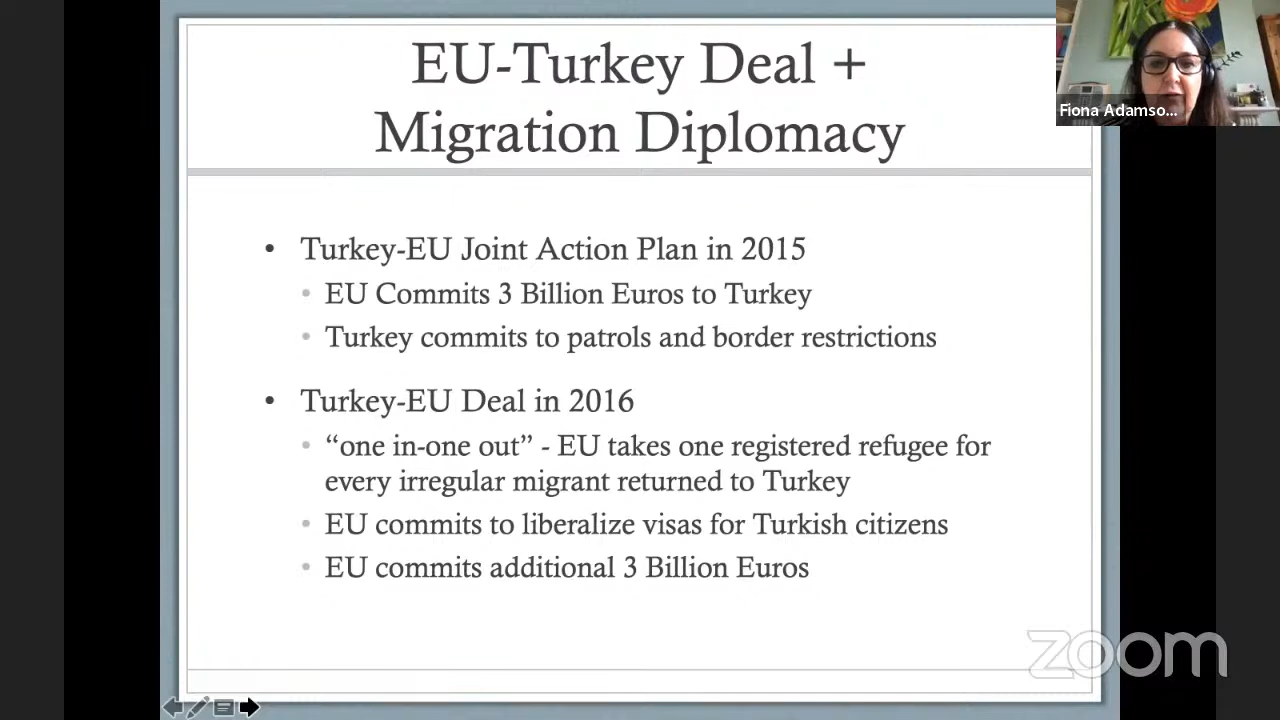 EU-Turkey Deal +
Migration Diplomacy
Fiona Adamso...
• Turkey-EU Joint Action Plan in 2015
• EU Commits 3 Billion Euros to Turkey
• Turkey commits to patrols and border restrictions
• Turkey-EU Deal in 2016
• “one in-one out” - EU takes one registered refugee for
every irregular migrant returned to Turkey
• EU commits to liberalize visas for Turkish citizens
• EU commits additional 3 Billion Euros
zoom